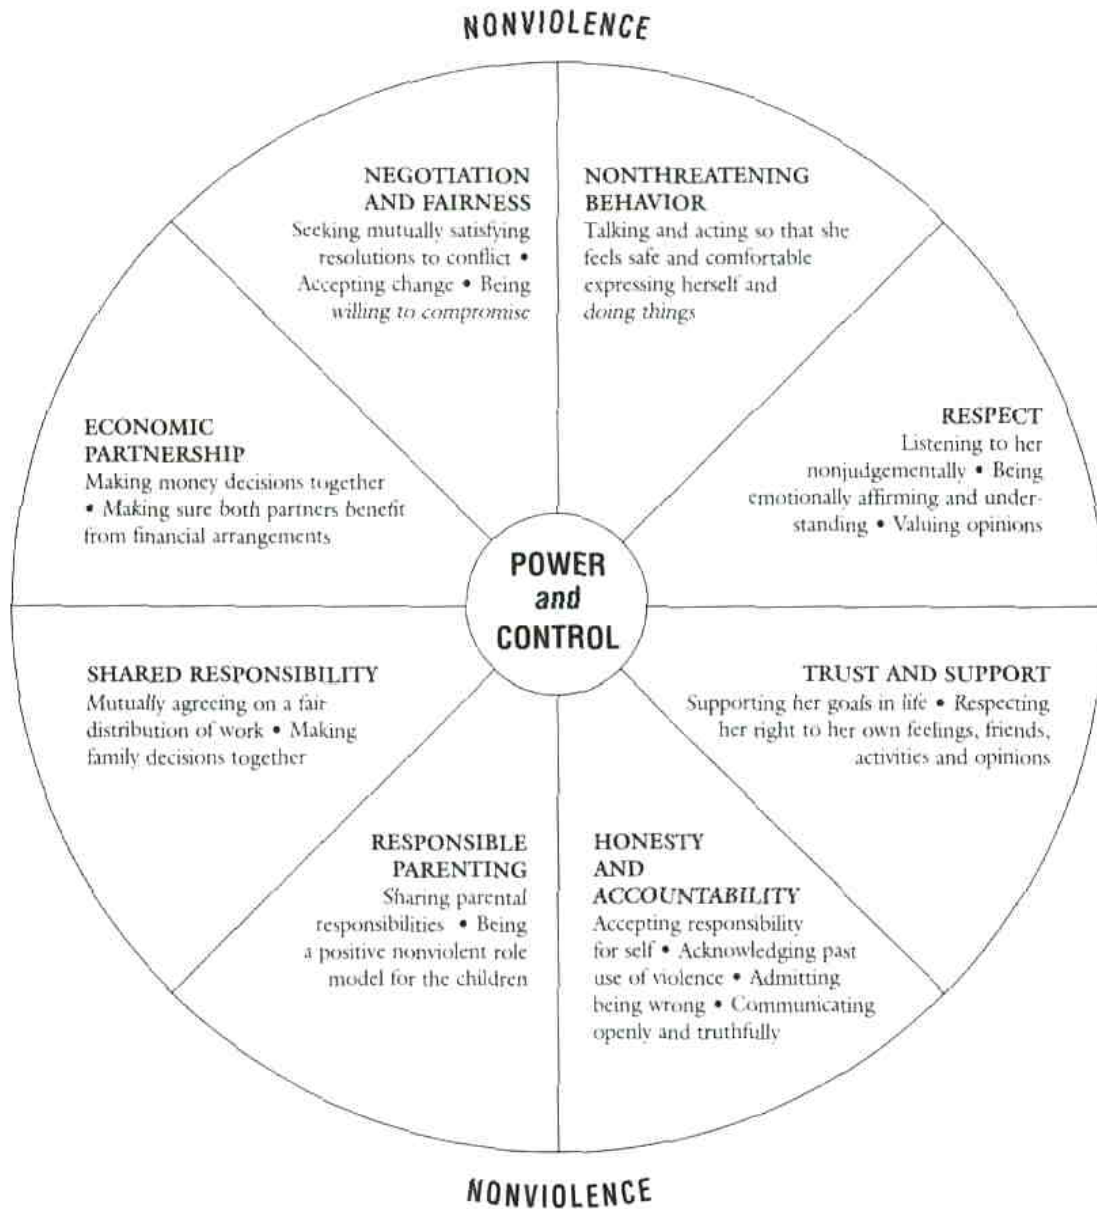 NONVIOLENCE
NEGOTIATION
AND FAIRNESS
Seeking mutually satisfying
resolutions to conflict •
Accepting change • Being
willing to compromise
NONTHREATENING
BEHAVIOR
Talking and acting so that she
feels safe and comfortable
expressing herself and
doing things
RESPECT
Listening to her
nonjudgementally • Being
emotionally affirming and under-
standing • Valuing opinions
ECONOMIC
PARTNERSHIP
Making money decisions together
• Making sure both partners benefit
from financial arrangements
POWER
and
CONTROL
SHARED RESPONSIBILITY
Mutually agreeing on a fair
distribution of work • Making
family decisions together
TRUST AND SUPPORT
Supporting her goals in life • Respecting
her right to her own feelings, friends,
activities and opinions
RESPONSIBLE
PARENTING
Sharing parental
responsibilities • Being
a positive nonviolent role
model for the children
HONESTY
AND
ACCOUNTABILITY
Accepting responsibility
for self • Acknowledging past
use of violence • Admitting
being wrong • Communicating
openly and truthfully
NONVIOLENCE